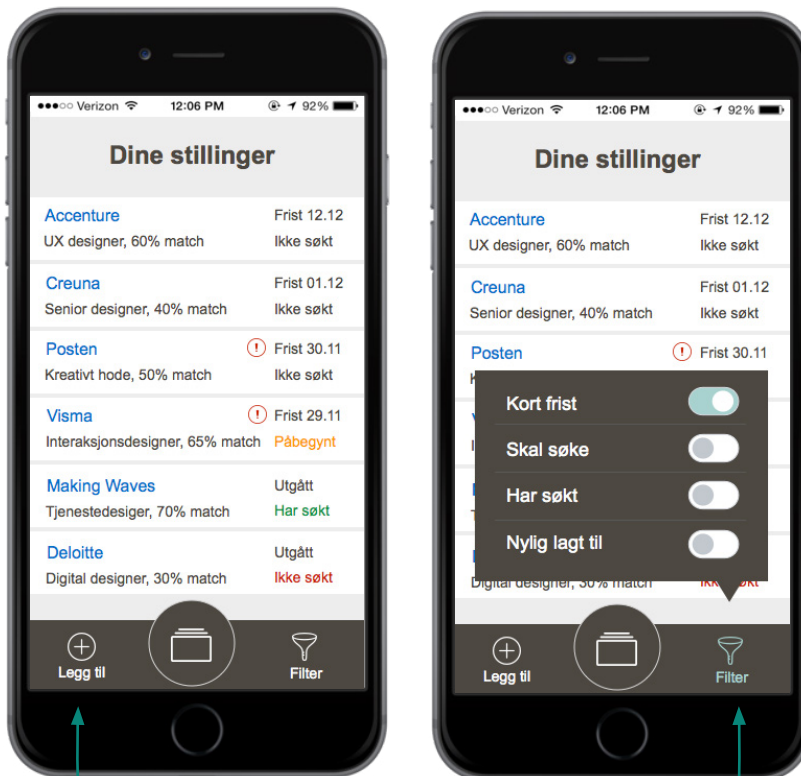 Verizon 12:06 PM 92%
Dine stillinger
Accenture Frist 12.12
UX designer, 60% match Ikke søkt
Creuna Frist 01.12
Senior designer, 40% match Ikke søkt
Posten ! Frist 30.11
Kreativt hode, 50% match Ikke søkt
Visma ! Frist 29.11
Interaksjonsdesigner, 65% match Påbegynt
Making Waves Utgått
Tjenestedesiger, 70% match Har søkt
Deloitte Utgått
Digital designer, 30% match Ikke søkt
Legg til Filter
Verizon 12:06 PM 92%
Dine stillinger
Accenture Frist 12.12
UX designer, 60% match Ikke søkt
Creuna Frist 01.12
Senior designer, 40% match Ikke søkt
Posten ! Frist 30.11
Kort frist
Skal søke
Har søkt
Nylig lagt til
Digital designer, 30% match
Legg til Filter